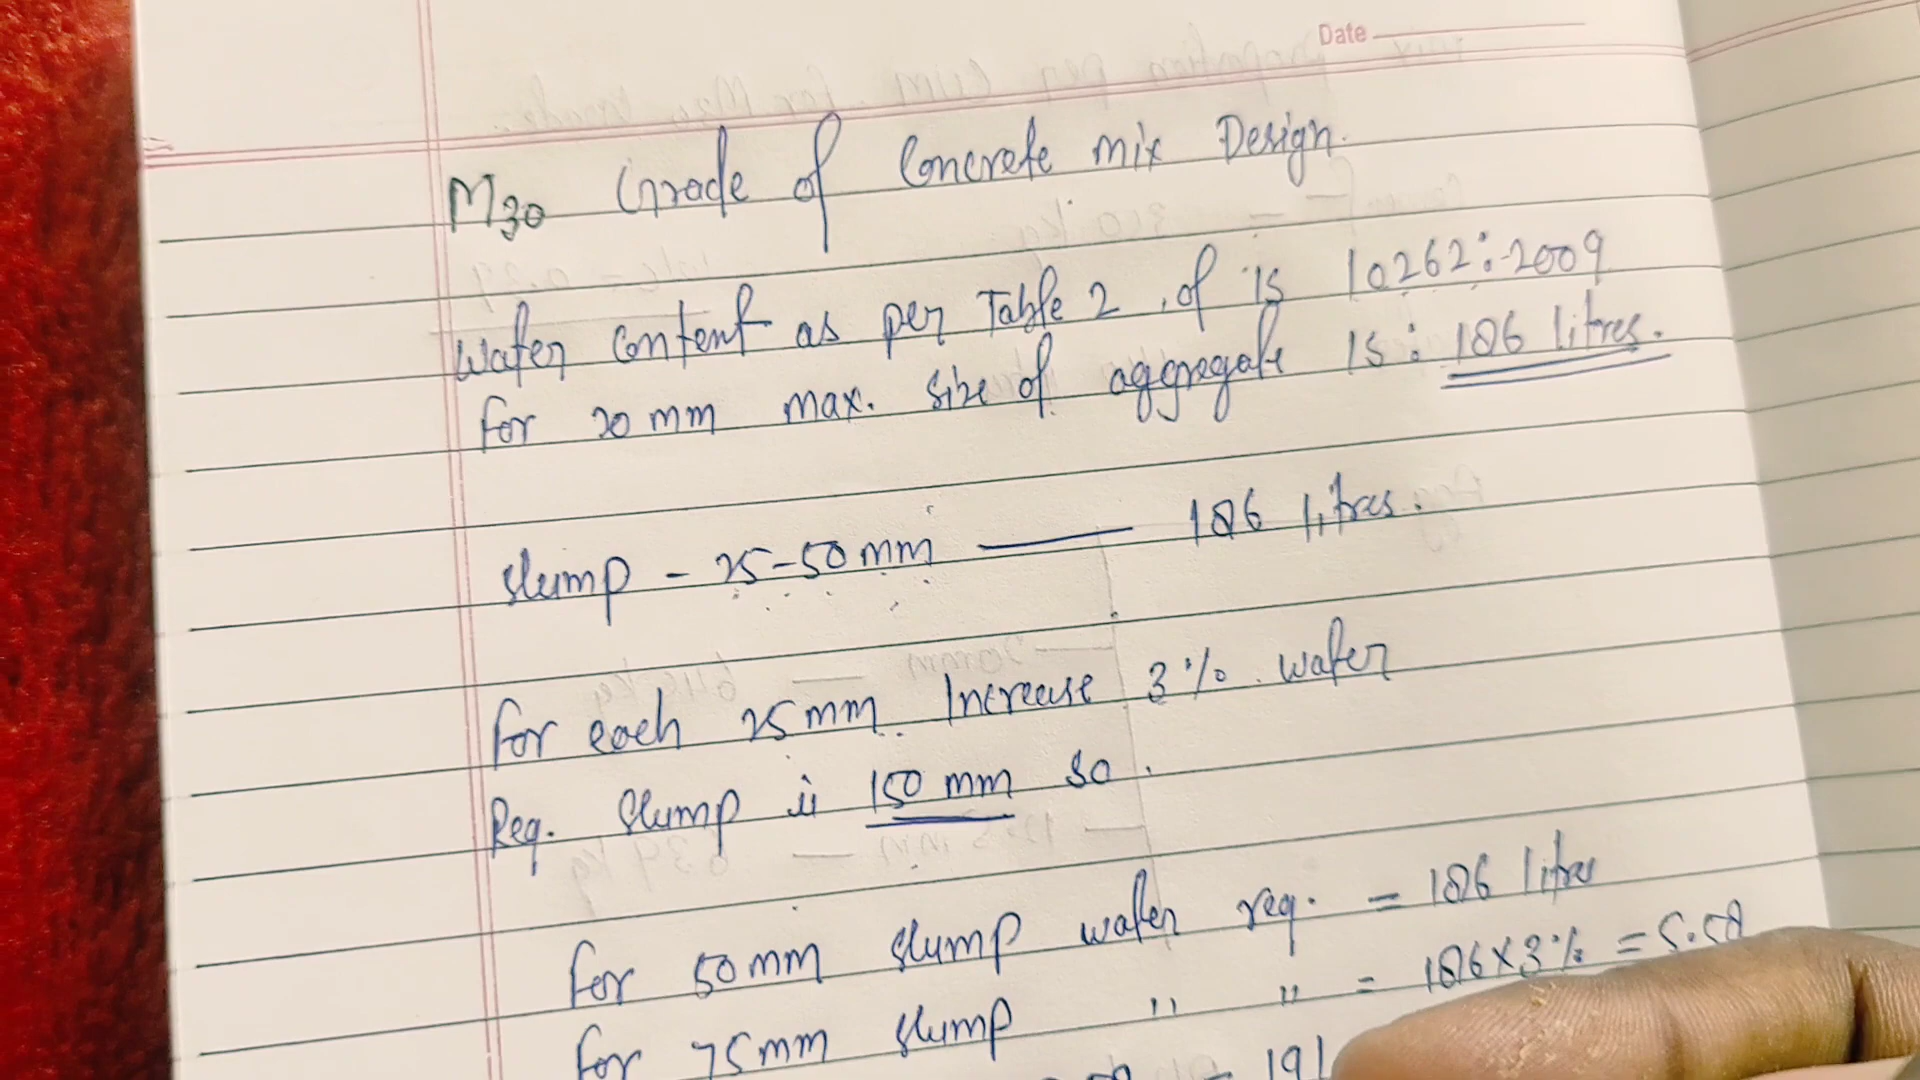 Date
M30 Grade of Concrete mix Design.
Water content as per Table 2, of is 10262:2009
for 20 mm max. size of aggregate is : 186 litres.
slump - 25-50 mm — 186 litres.
for each 25 mm Increase 3% water
Req. Slump is 150 mm so.
for 50 mm slump water req. = 186 litres
for 75 mm slump " " = 186 x 3% = 5.58
= 191